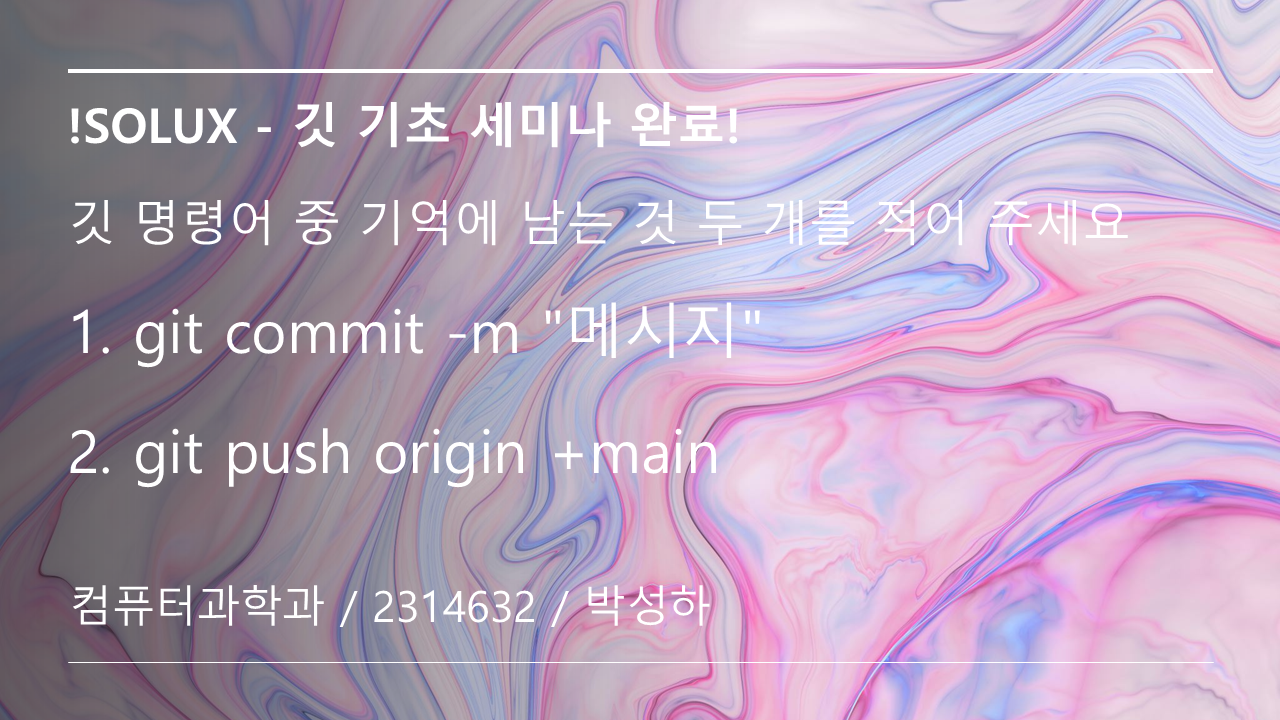 !SOLUX - 깃 기초 세미나 완료!
깃 명령어 중 기억에 남는 것 두 개를 적어 주세요
1. git commit -m "메시지"
2. git push origin +main
컴퓨터과학과 / 2314632 / 박성하